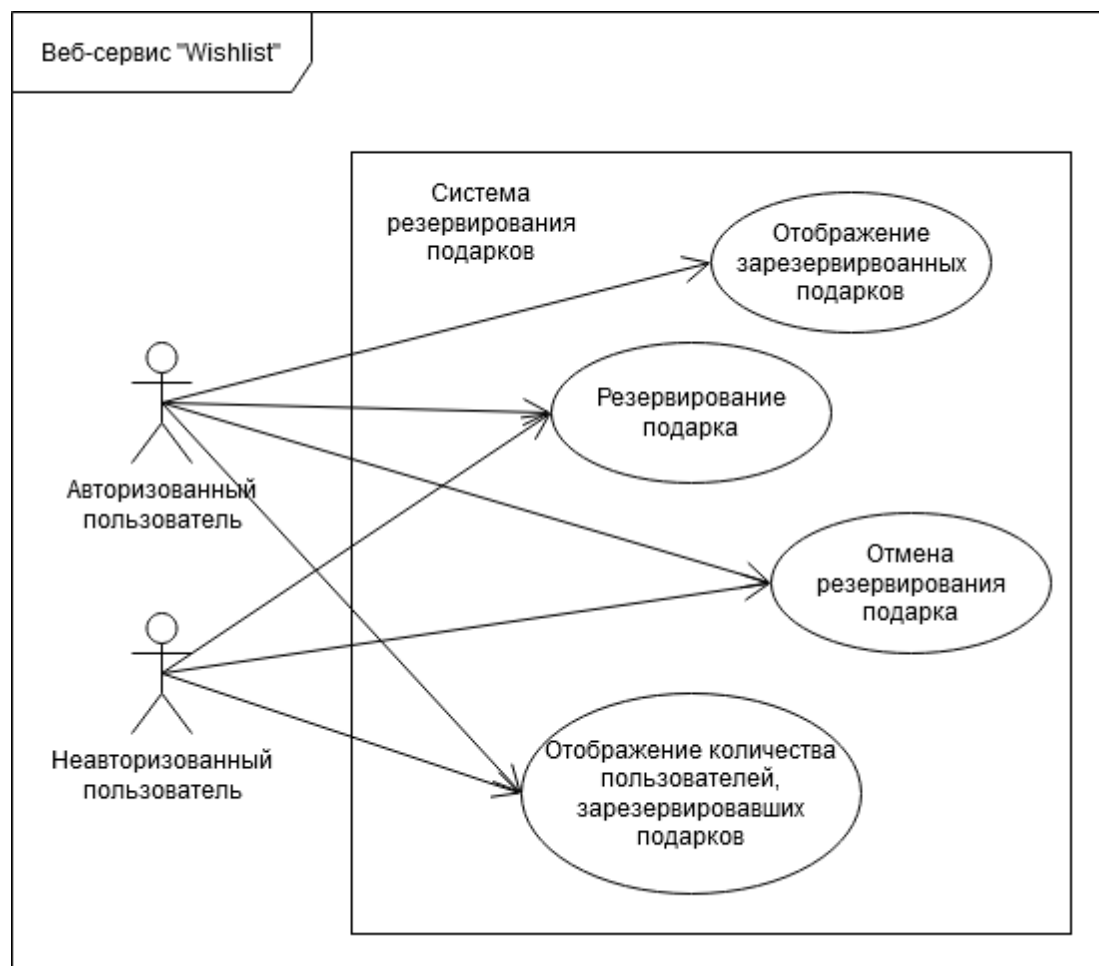 Веб-сервис "Wishlist"
Система
резервирования
подарков
Отображение
зарезервирвоанных
подарков
Резервирование
подарка
Авторизованный
пользователь
Отмена
резервирования
подарка
Неавторизованный
пользователь
Отображение количества
пользователей,
зарезервировавших
подарков